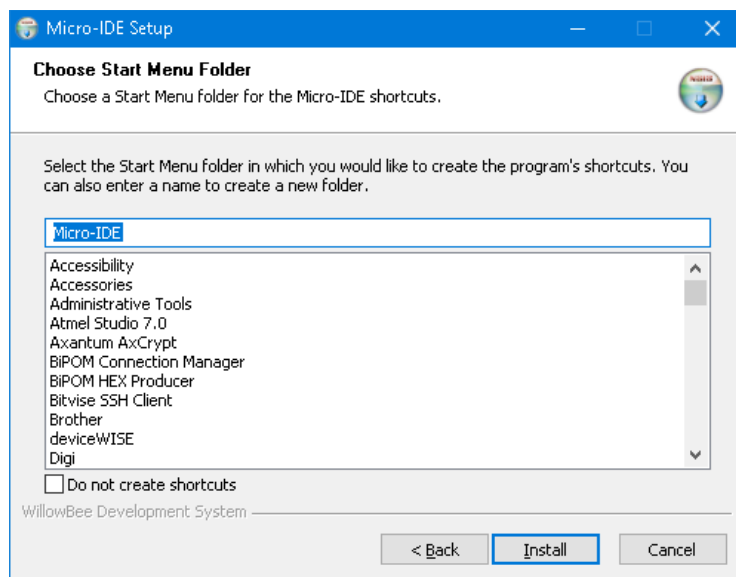 Micro-IDE Setup
Choose Start Menu Folder
Choose a Start Menu folder for the Micro-IDE shortcuts.
Select the Start Menu folder in which you would like to create the program's shortcuts. You
can also enter a name to create a new folder.
Micro-IDE
Accessibility
Accessories
Administrative Tools
Atmel Studio 7.0
Axantum AxCrypt
BiPOM Connection Manager
BiPOM HEX Producer
Bitvise SSH Client
Brother
deviceWISE
Digi
Do not create shortcuts
WillowBee Development System
< Back
Install
Cancel